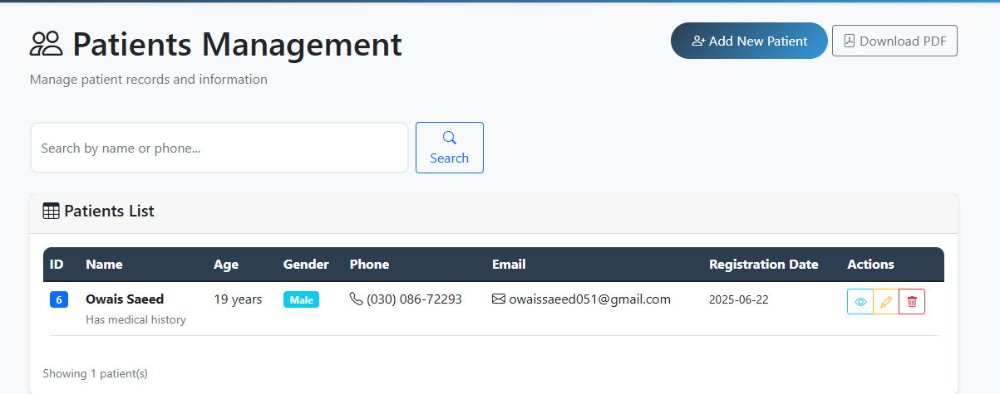 Patients Management
Add New Patient
Download PDF
Manage patient records and information
Search by name or phone...
Search
Patients List
ID Name Age Gender Phone Email Registration Date Actions
6 Owais Saeed 19 years Male (030) 086-72293 owaissaeed051@gmail.com 2025-06-22
Has medical history
Showing 1 patient(s)